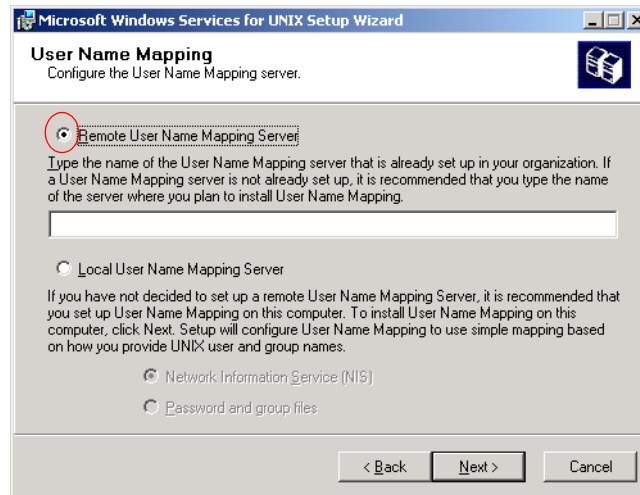 Microsoft Windows Services for UNIX Setup Wizard
User Name Mapping
Configure the User Name Mapping server.
Remote User Name Mapping Server
Type the name of the User Name Mapping server that is already set up in your organization. If
a User Name Mapping server is not already set up, it is recommended that you type the name
of the server where you plan to install User Name Mapping.
Local User Name Mapping Server
If you have not decided to set up a remote User Name Mapping Server, it is recommended that
you set up User Name Mapping on this computer. To install User Name Mapping on this
computer, click Next. Setup will configure User Name Mapping to use simple mapping based
on how you provide UNIX user and group names.
Network Information Service (NIS)
Password and group files
< Back Next > Cancel